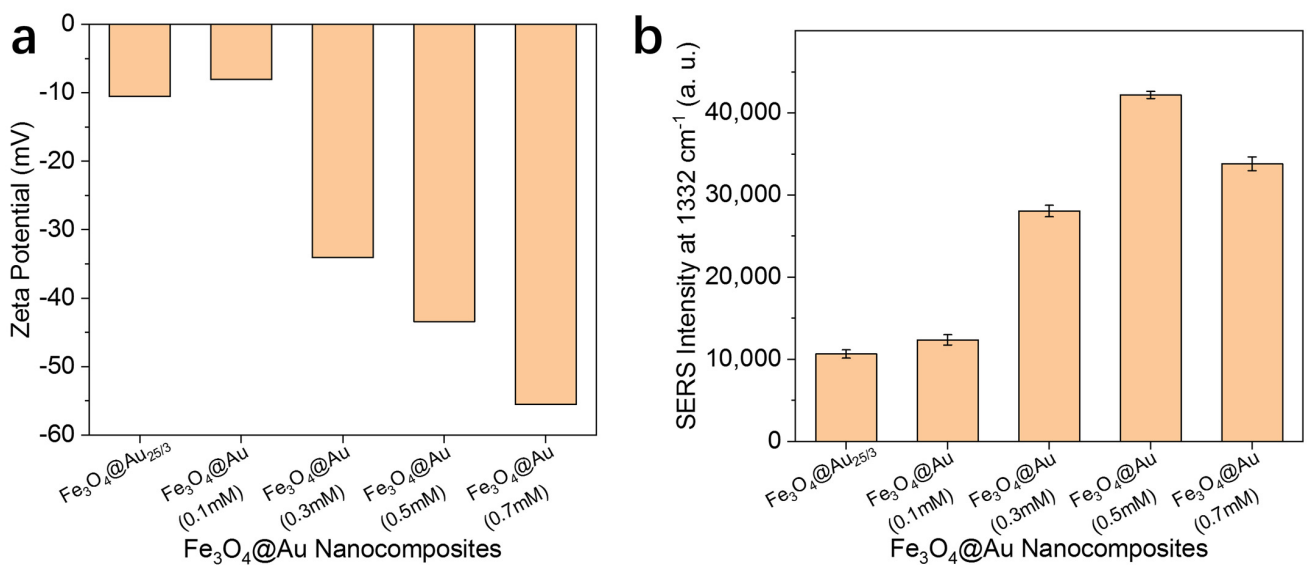 a
Zeta Potential (mV)
0
-10
-20
-30
-40
-50
-60
Fe₃O₄@Au₂₅/₃
Fe₃O₄@Au
(0.1mM)
Fe₃O₄@Au
(0.3mM)
Fe₃O₄@Au
(0.5mM)
Fe₃O₄@Au
(0.7mM)
Fe₃O₄@Au Nanocomposites
b
SERS Intensity at 1332 cm⁻¹ (a. u.)
40,000
30,000
20,000
10,000
0
Fe₃O₄@Au₂₅/₃
Fe₃O₄@Au
(0.1mM)
Fe₃O₄@Au
(0.3mM)
Fe₃O₄@Au
(0.5mM)
Fe₃O₄@Au
(0.7mM)
Fe₃O₄@Au Nanocomposites